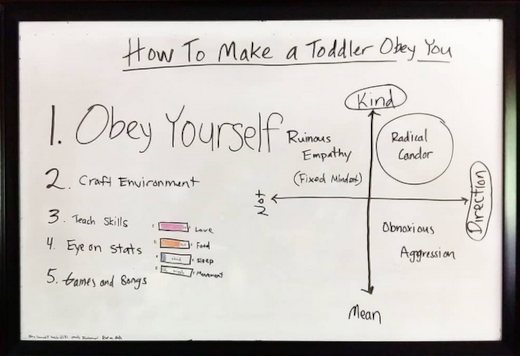 How To Make a Toddler Obey You
1. Obey Yourself
2. Craft Environment
3. Teach Skills
4. Eye on Stats
5. Games and Songs
Love
Food
Sleep
Movement
Kind
Ruinous
Empathy
(Fixed Mindset)
Radical
Candor
Not
Direction
Obnoxious
Aggression
Mean